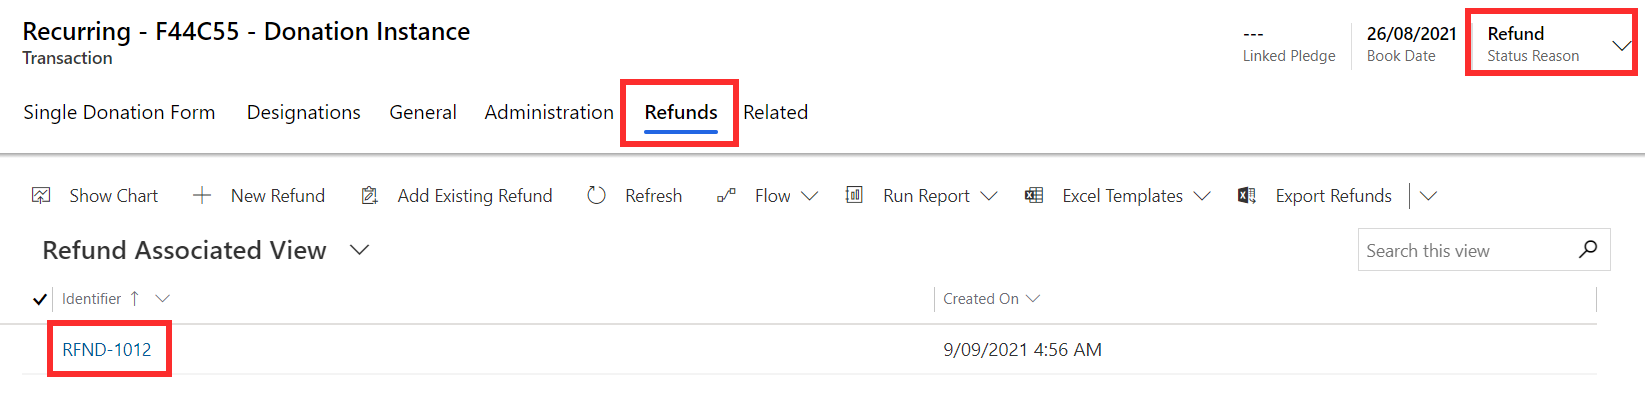 Recurring - F44C55 - Donation Instance
Transaction
--- 26/08/2021 Refund
Linked Pledge Book Date Status Reason
Single Donation Form Designations General Administration Refunds Related
Show Chart New Refund Add Existing Refund Refresh Flow Run Report Excel Templates Export Refunds
Refund Associated View Search this view
Identifier Created On
RFND-1012 9/09/2021 4:56 AM